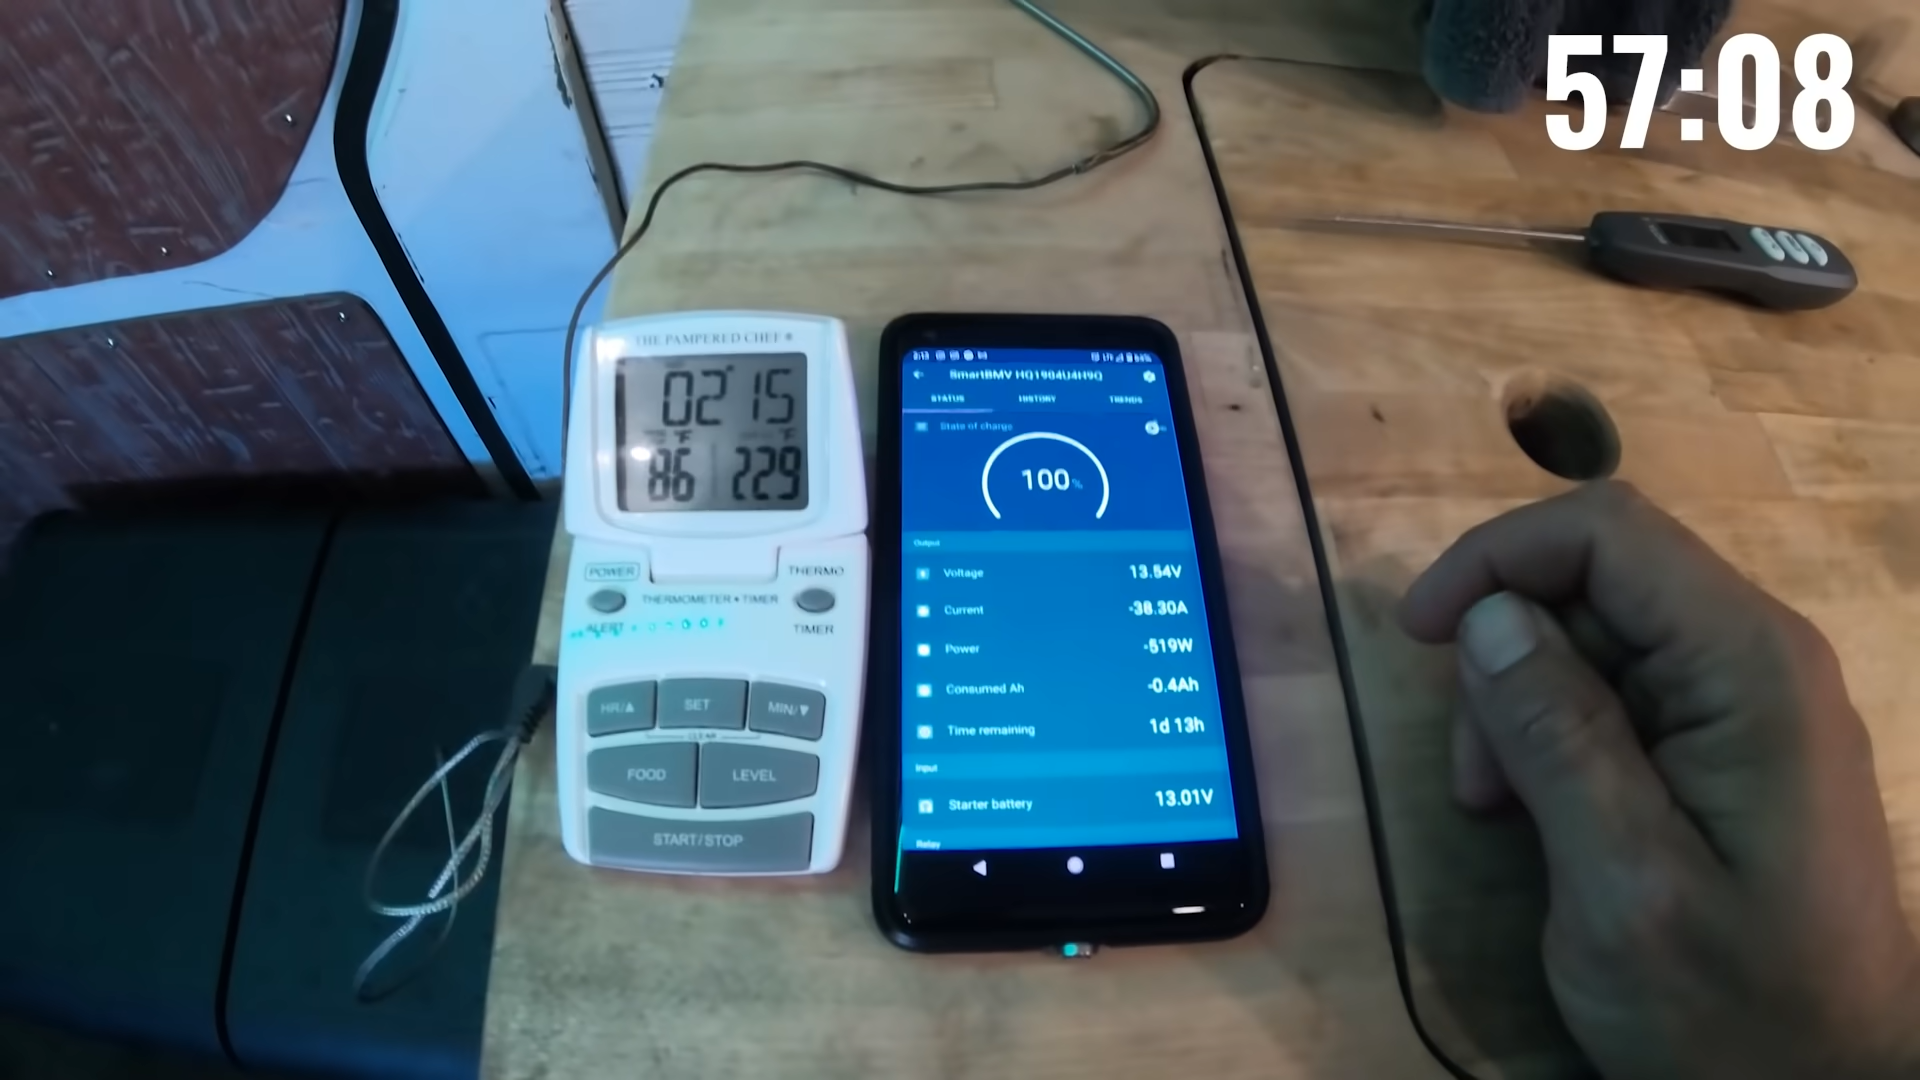 57:08
THE PAMPERED CHEF®
02 15
°F °F
86 229
POWER THERMO
THERMOMETER • TIMER
ALERT TIMER
HR/▲ SET MIN/▼
CLEAR
FOOD LEVEL
START/STOP
SmartBMV HQ1904U4H9Q
STATUS HISTORY TRENDS
State of charge
100%
Output
Voltage 13.54V
Current -38.30A
Power -519W
Consumed Ah -0.4Ah
Time remaining 1d 13h
Input
Starter battery 13.01V
Relay